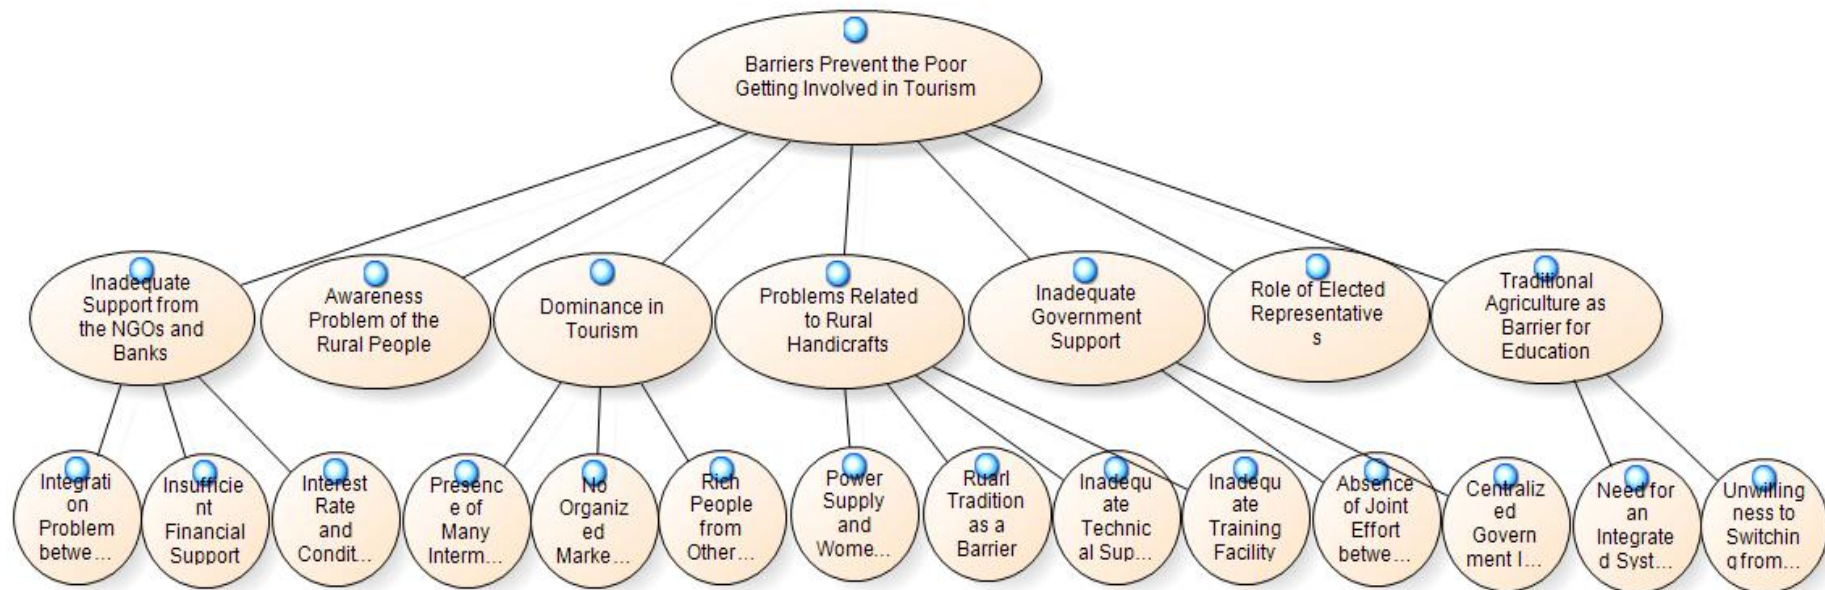 Barriers Prevent the Poor
Getting Involved in Tourism
Inadequate
Support from
the NGOs and
Banks
Awareness
Problem of the
Rural People
Dominance in
Tourism
Problems Related
to Rural
Handicrafts
Inadequate
Government
Support
Role of Elected
Representative
s
Traditional
Agriculture as
Barrier for
Education
Integrati
on
Problem
betwe...
Insufficie
nt
Financial
Support
Interest
Rate
and
Condit...
Presenc
e of
Many
Interm...
No
Organiz
ed
Marke...
Rich
People
from
Other...
Power
Supply
and
Wome...
Ruarl
Tradition
as a
Barrier
Inadequ
ate
Technic
al Sup...
Inadequ
ate
Training
Facility
Absence
of Joint
Effort
betwe...
Centraliz
ed
Govern
ment I...
Need for
an
Integrate
d Syst...
Unwilling
ness to
Switchin
g from...